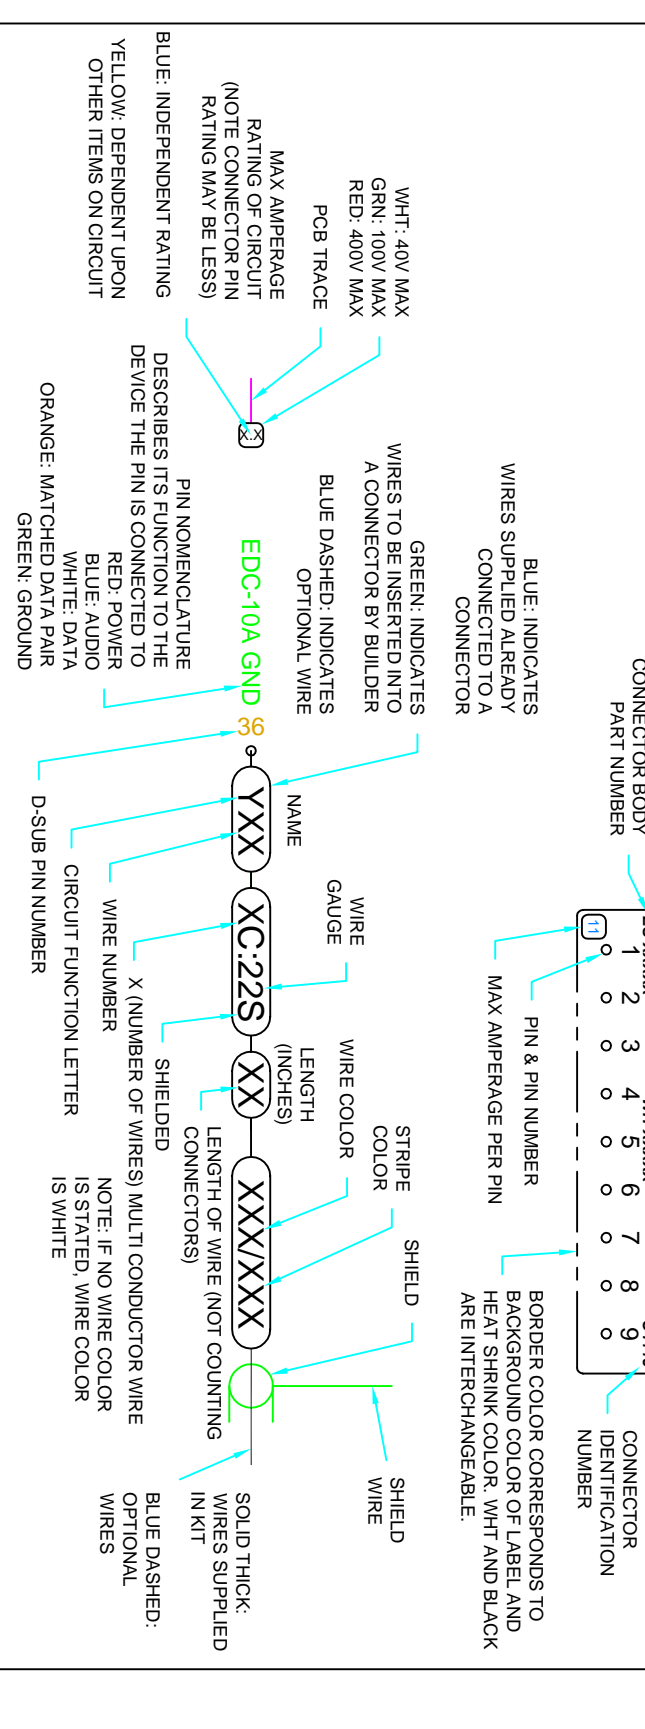 CONNECTOR BODY
PART NUMBER
1 2 3 4 5 6 7 8 9
11
PIN & PIN NUMBER
MAX AMPERAGE PER PIN
CONNECTOR
IDENTIFICATION
NUMBER
BORDER COLOR CORRESPONDS TO
BACKGROUND COLOR OF LABEL AND
HEAT SHRINK COLOR. WHT AND BLACK
ARE INTERCHANGEABLE.
BLUE: INDICATES
WIRES SUPPLIED ALREADY
CONNECTED TO A
CONNECTOR
GREEN: INDICATES
WIRES TO BE INSERTED INTO
A CONNECTOR BY BUILDER
BLUE DASHED: INDICATES
OPTIONAL WIRE
WHT: 40V MAX
GRN: 100V MAX
RED: 400V MAX
PCB TRACE
MAX AMPERAGE
RATING OF CIRCUIT
(NOTE CONNECTOR PIN
RATING MAY BE LESS)
BLUE: INDEPENDENT RATING
YELLOW: DEPENDENT UPON
OTHER ITEMS ON CIRCUIT
NAME
WIRE
GAUGE
LENGTH
(INCHES)
WIRE COLOR
STRIPE
COLOR
SHIELD
SHIELD
WIRE
X.X
EDC-10A GND
36
YXX
XC:22S
XX
XXX/XXX
PIN NOMENCLATURE
DESCRIBES ITS FUNCTION TO THE
DEVICE THE PIN IS CONNECTED TO
RED: POWER
BLUE: AUDIO
WHITE: DATA
ORANGE: MATCHED DATA PAIR
GREEN: GROUND
D-SUB PIN NUMBER
CIRCUIT FUNCTION LETTER
WIRE NUMBER
X (NUMBER OF WIRES) MULTI CONDUCTOR WIRE
SHIELDED
LENGTH OF WIRE (NOT COUNTING
CONNECTORS)
NOTE: IF NO WIRE COLOR
IS STATED, WIRE COLOR
IS WHITE
SOLID THICK:
WIRES SUPPLIED
IN KIT
BLUE DASHED:
OPTIONAL
WIRES